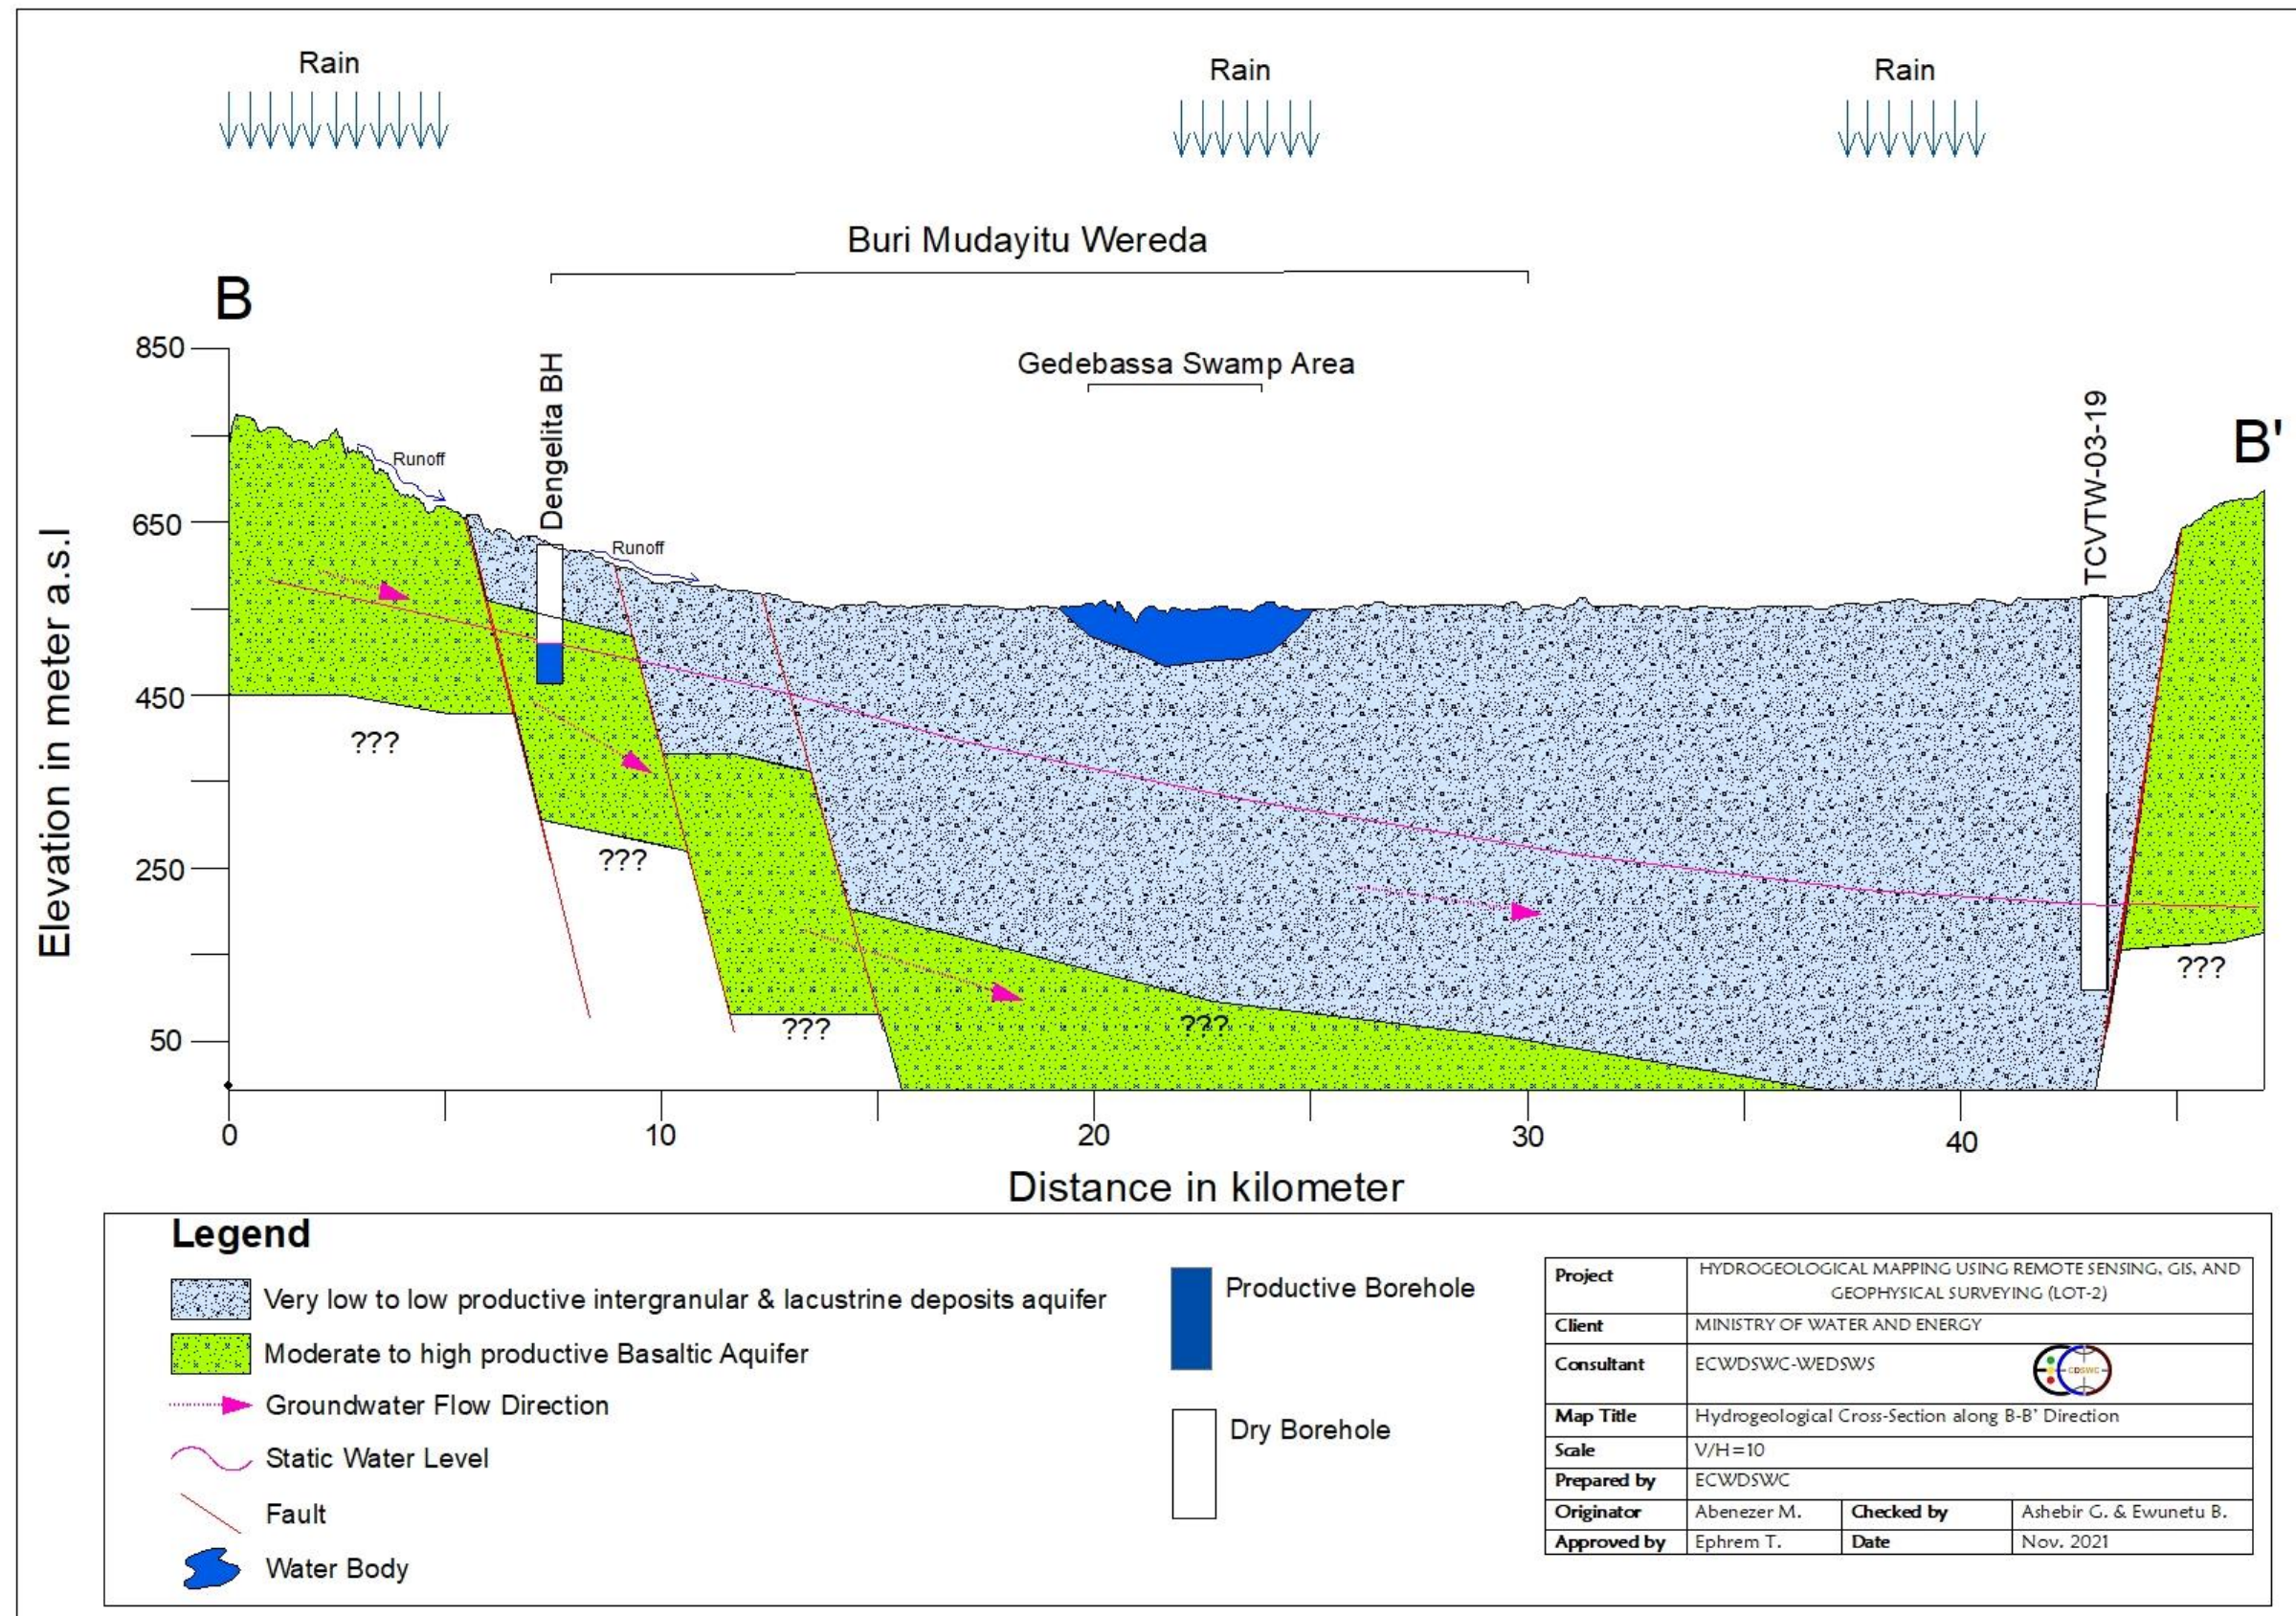 Rain
Rain
Rain
Buri Mudayitu Wereda
B
Gedebassa Swamp Area
B'
Dengelita BH
TCVTW-03-19
Runoff
Runoff
Elevation in meter a.s.l
850
650
450
250
50
???
???
???
???
???
0
10
20
30
40
Distance in kilometer
Legend
Very low to low productive intergranular & lacustrine deposits aquifer
Moderate to high productive Basaltic Aquifer
Groundwater Flow Direction
Static Water Level
Fault
Water Body
Productive Borehole
Dry Borehole
Project HYDROGEOLOGICAL MAPPING USING REMOTE SENSING, GIS, AND
GEOPHYSICAL SURVEYING (LOT-2)
Client MINISTRY OF WATER AND ENERGY
Consultant ECWDSWC-WEDSWS
CDSWC
Map Title Hydrogeological Cross-Section along B-B' Direction
Scale V/H=10
Prepared by ECWDSWC
Originator Abenezer M. Checked by Ashebir G. & Ewunetu B.
Approved by Ephrem T. Date Nov. 2021